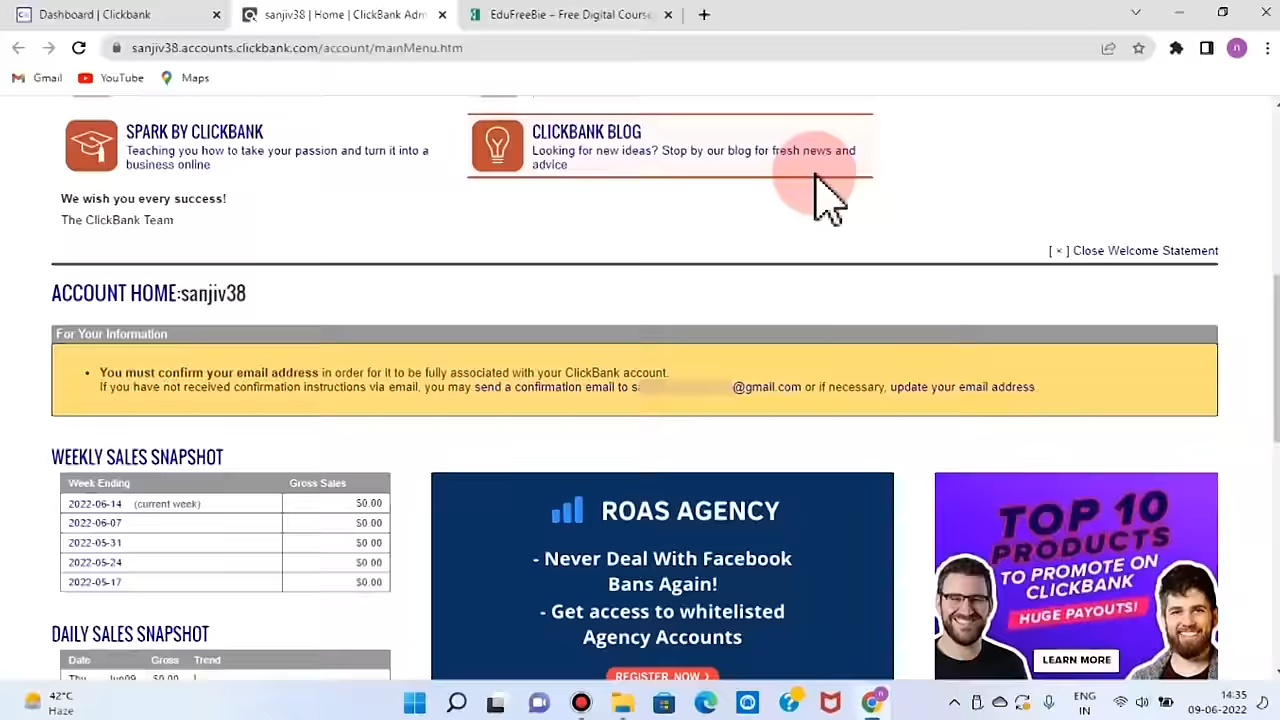 Dashboard | Clickbank
sanjiv38 | Home | ClickBank Adm
EduFreeBie – Free Digital Course
sanjiv38.accounts.clickbank.com/account/mainMenu.htm
n
Gmail
YouTube
Maps
SPARK BY CLICKBANK
Teaching you how to take your passion and turn it into a
business online
CLICKBANK BLOG
Looking for new ideas? Stop by our blog for fresh news and
advice
We wish you every success!
The ClickBank Team
[ × ] Close Welcome Statement
ACCOUNT HOME:sanjiv38
For Your Information
• You must confirm your email address in order for it to be fully associated with your ClickBank account.
If you have not received confirmation instructions via email, you may send a confirmation email to s @gmail.com or if necessary, update your email address.
WEEKLY SALES SNAPSHOT
Week Ending Gross Sales
2022-06-14 (current week) $0.00
2022-06-07 $0.00
2022-05-31 $0.00
2022-05-24 $0.00
2022-05-17 $0.00
DAILY SALES SNAPSHOT
Date Gross Trend
Thu Jun09 $0.00
ROAS AGENCY
- Never Deal With Facebook
Bans Again!
- Get access to whitelisted
Agency Accounts
REGISTER NOW >
TOP 10
PRODUCTS
TO PROMOTE ON
CLICKBANK
HUGE PAYOUTS!
LEARN MORE
42°C
Haze
n
ENG
IN
14:35
09-06-2022